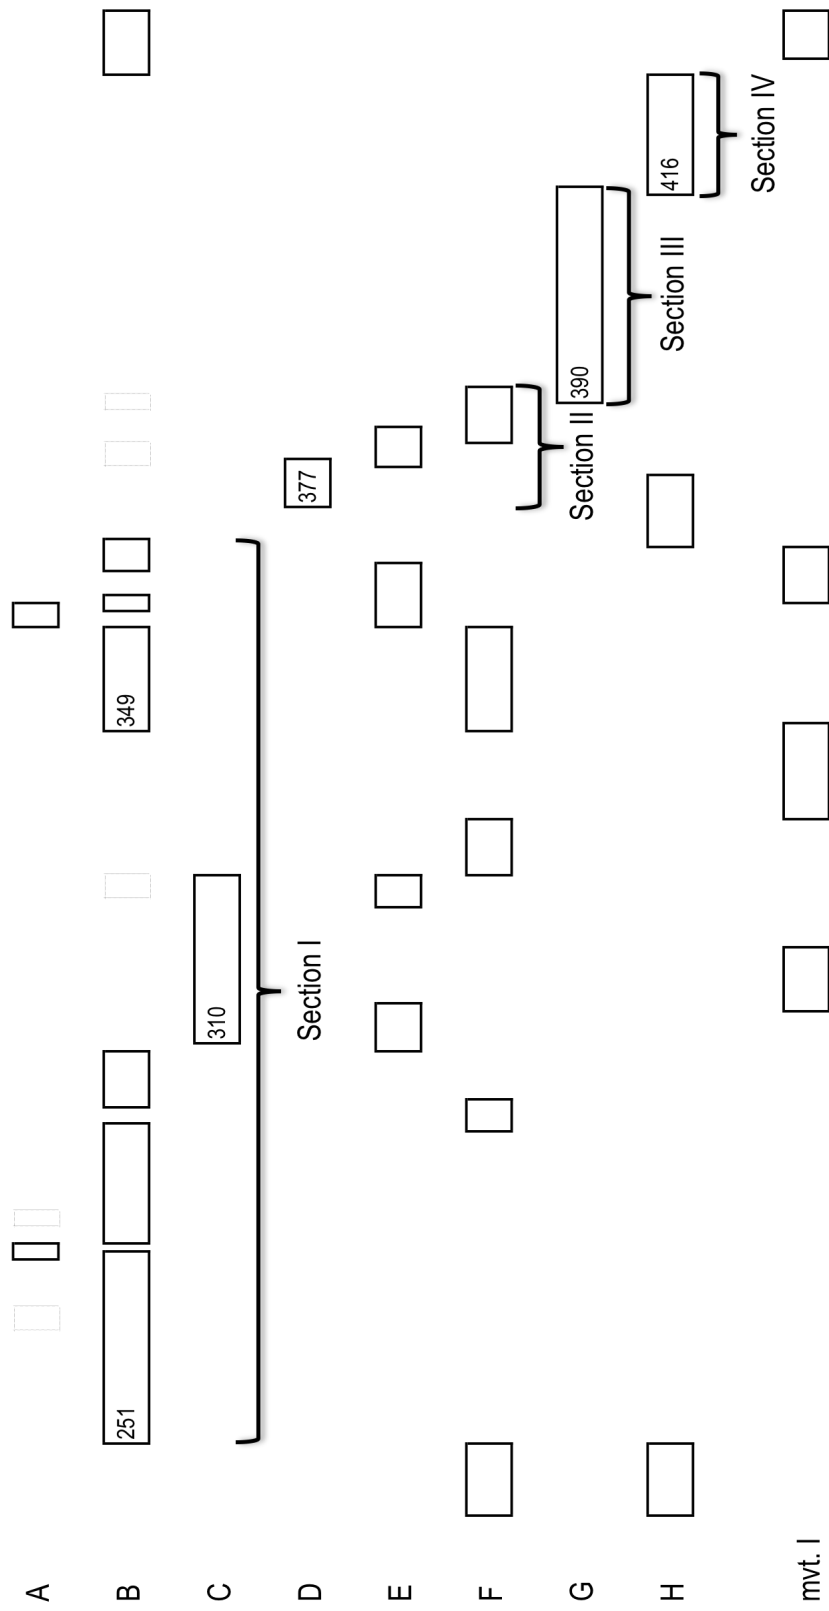 A
B
251
349
C
310
Section I
D
377
E
F
Section II
G
390
Section III
H
416
Section IV
mvt. I